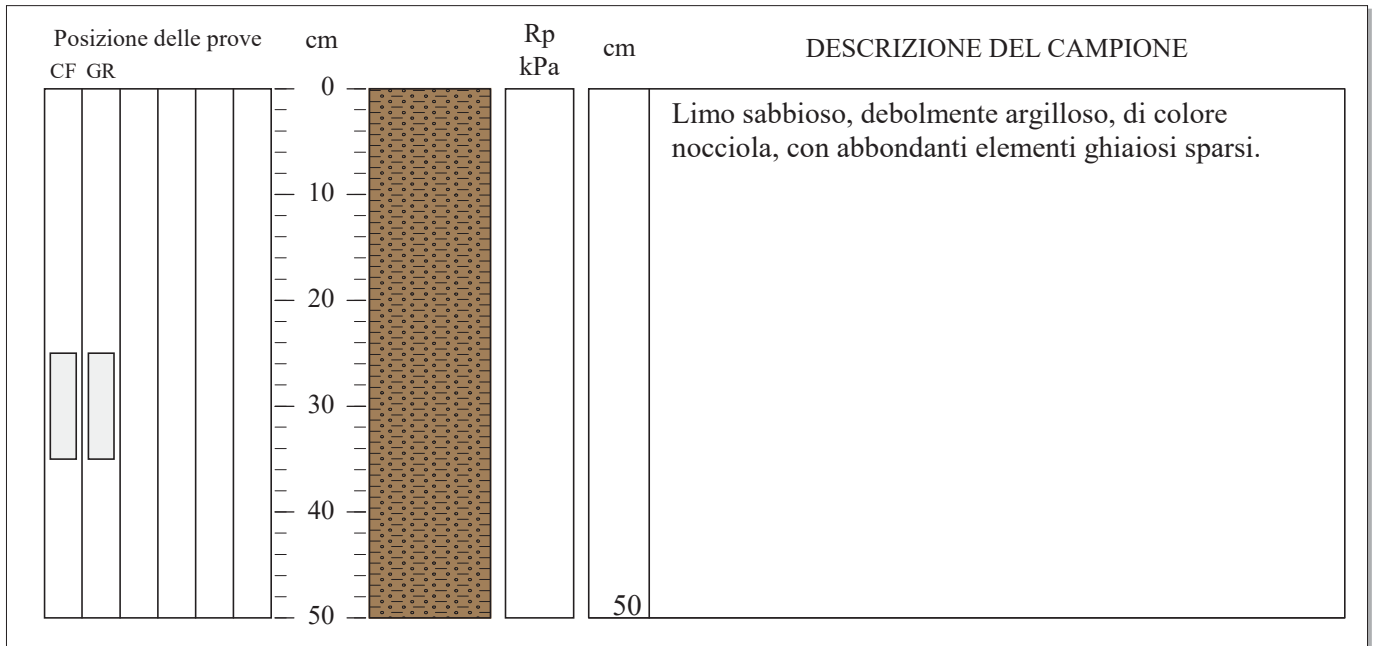 Posizione delle prove
CF GR
cm
Rp
kPa
cm
DESCRIZIONE DEL CAMPIONE
0
10
20
30
40
50
50
Limo sabbioso, debolmente argilloso, di colore
nocciola, con abbondanti elementi ghiaiosi sparsi.